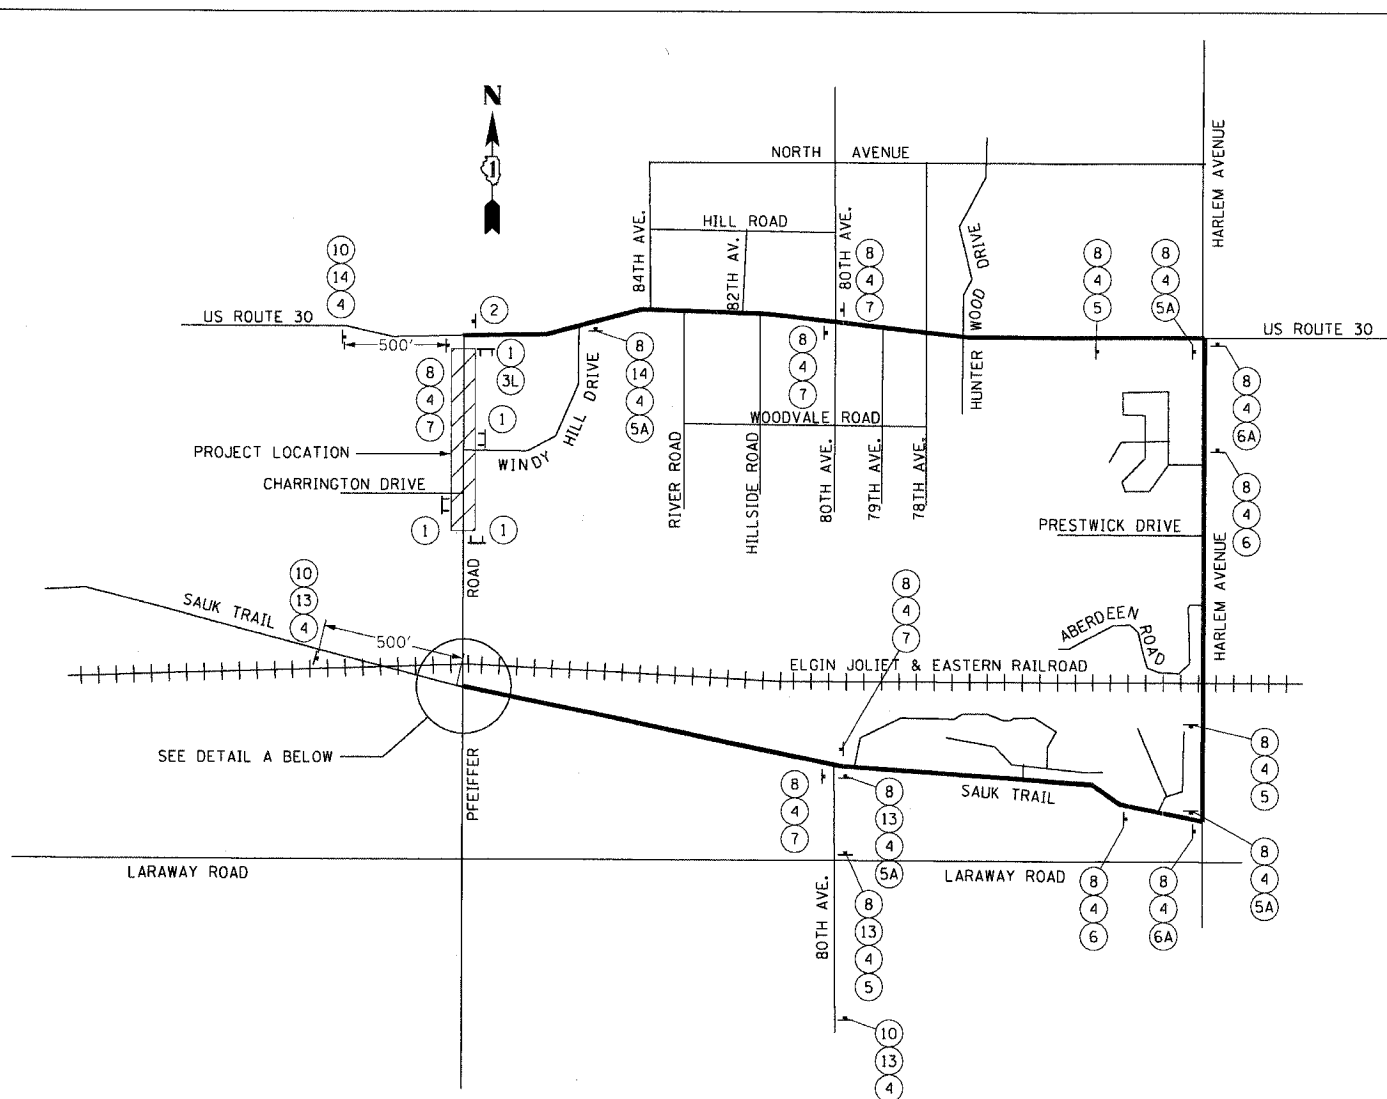 N
1
NORTH AVENUE
HARLEM AVENUE
HILL ROAD
84TH AVE.
82TH AV.
80TH AVE.
WOOD DRIVE
HUNTER
10
14
4
US ROUTE 30
500'
2
8
4
7
8
4
5
8
4
5A
US ROUTE 30
1
3L
8
4
7
1
WINDY HILL DRIVE
8
14
4
5A
8
4
7
WOODVALE ROAD
RIVER ROAD
HILLSIDE ROAD
80TH AVE.
79TH AVE.
78TH AVE.
8
4
6A
8
4
6
PROJECT LOCATION
CHARRINGTON DRIVE
1
1
PRESTWICK DRIVE
HARLEM AVENUE
ROAD
10
13
4
SAUK TRAIL
500'
8
4
7
ABERDEEN ROAD
ELGIN JOLIET & EASTERN RAILROAD
SEE DETAIL A BELOW
PFEIFFER
8
4
7
8
13
4
5A
SAUK TRAIL
8
4
5
LARAWAY ROAD
LARAWAY ROAD
80TH AVE.
8
13
4
5
8
4
6
8
4
6A
8
4
5A
10
13
4